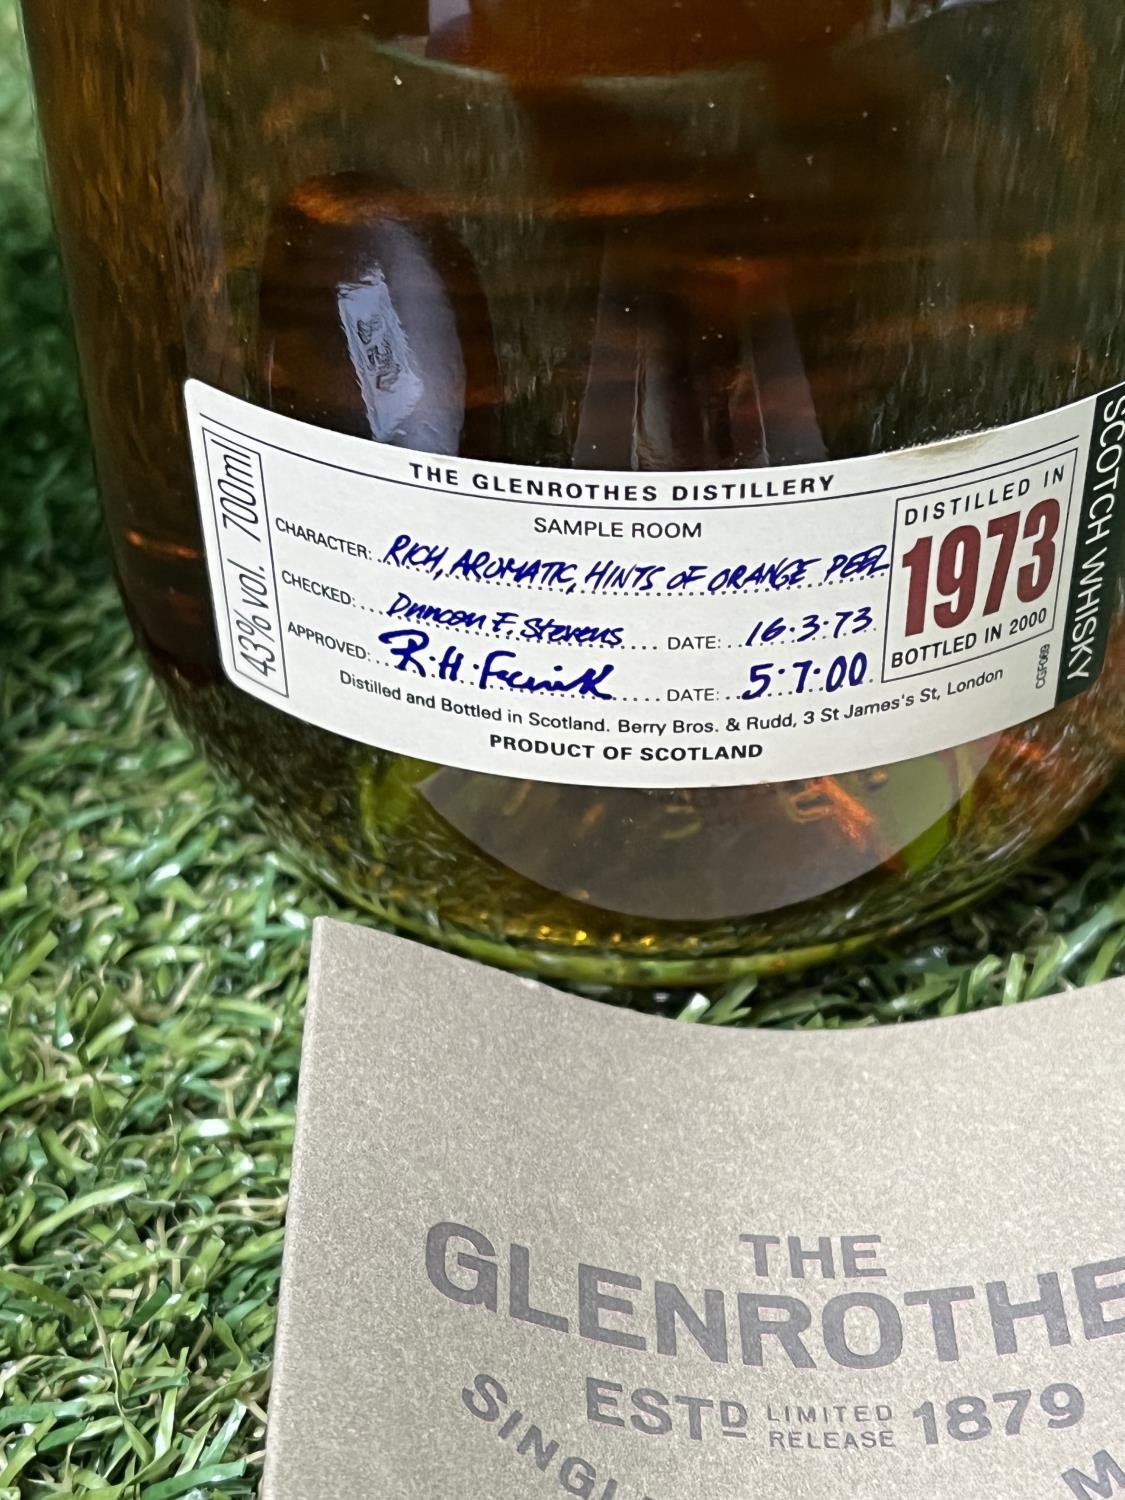 THE GLENROTHES DISTILLERY
SAMPLE ROOM
43% vol. 700ml
CHARACTER: RICH, AROMATIC, HINTS OF ORANGE PEEL
CHECKED: Duncan F. Stevens DATE: 16.3.73
APPROVED: R.H. DATE: 5.7.00
DISTILLED IN
1973
BOTTLED IN 2000
SCOTCH WHISKY
CGF069
Distilled and Bottled in Scotland. Berry Bros. & Rudd, 3 St James's St, London
PRODUCT OF SCOTLAND
THE
GLENROTHE
ESTD LIMITED RELEASE 1879
SINGL M